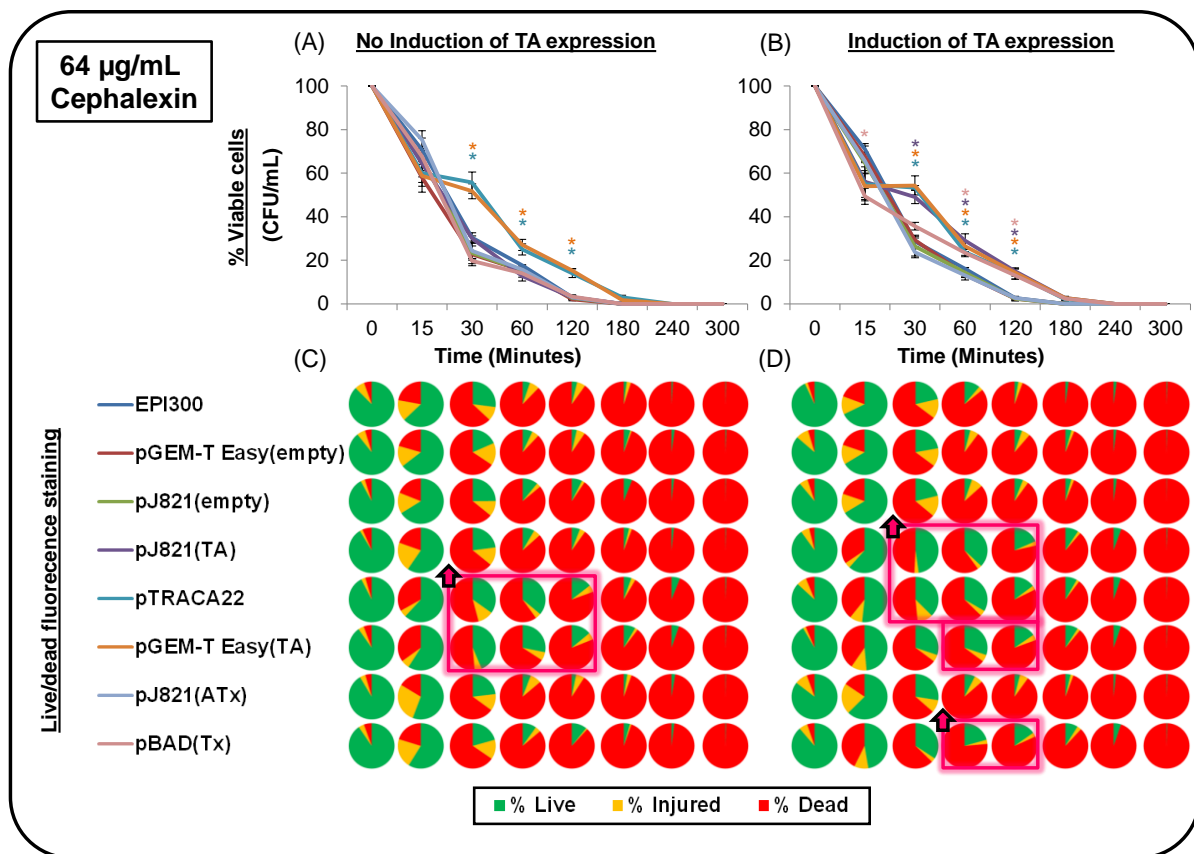 64 µg/mL
Cephalexin
(A)
No Induction of TA expression
(B)
Induction of TA expression
% Viable cells
(CFU/mL)
100
80
60
40
20
0
0 15 30 60 120 180 240 300
Time (Minutes)
100
80
60
40
20
0
0 15 30 60 120 180 240 300
Time (Minutes)
* *
* *
* *
*
* * *
* * * *
* * * *
(C)
(D)
Live/dead fluorescence staining
EPI300
pGEM-T Easy(empty)
pJ821(empty)
pJ821(TA)
pTRACA22
pGEM-T Easy(TA)
pJ821(ATx)
pBAD(Tx)
% Live % Injured % Dead